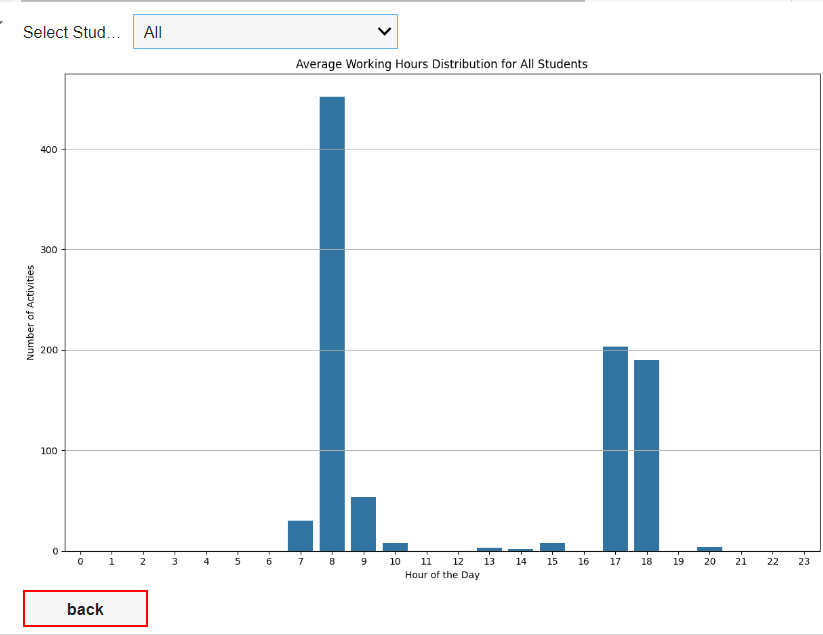 Select Stud...
All
Average Working Hours Distribution for All Students
400
300
200
100
0
Number of Activities
0 1 2 3 4 5 6 7 8 9 10 11 12 13 14 15 16 17 18 19 20 21 22 23
Hour of the Day
back